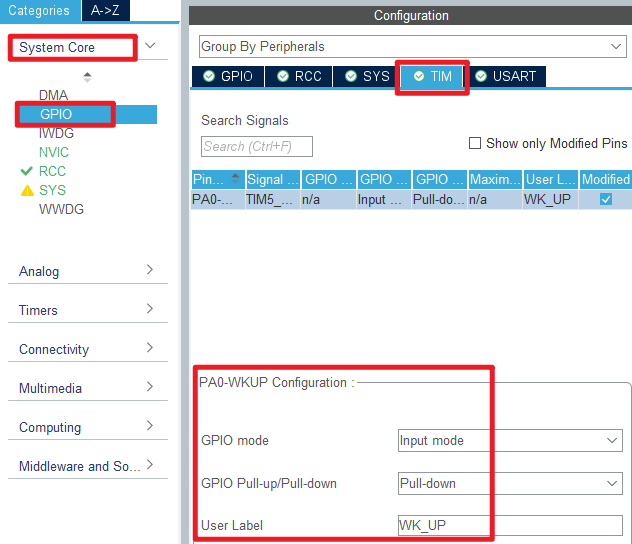 Categories A->Z
System Core
DMA
GPIO
IWDG
NVIC
RCC
SYS
WWDG
Analog
Timers
Connectivity
Multimedia
Computing
Middleware and So...
Configuration
Group By Peripherals
GPIO RCC SYS TIM USART
Search Signals
Search (Ctrl+F)
Show only Modified Pins
Pin... Signal ... GPIO ... GPIO ... GPIO ... Maxim... User L... Modified
PA0-... TIM5_... n/a Input ... Pull-do... n/a WK_UP
PA0-WKUP Configuration :
GPIO mode Input mode
GPIO Pull-up/Pull-down Pull-down
User Label WK_UP